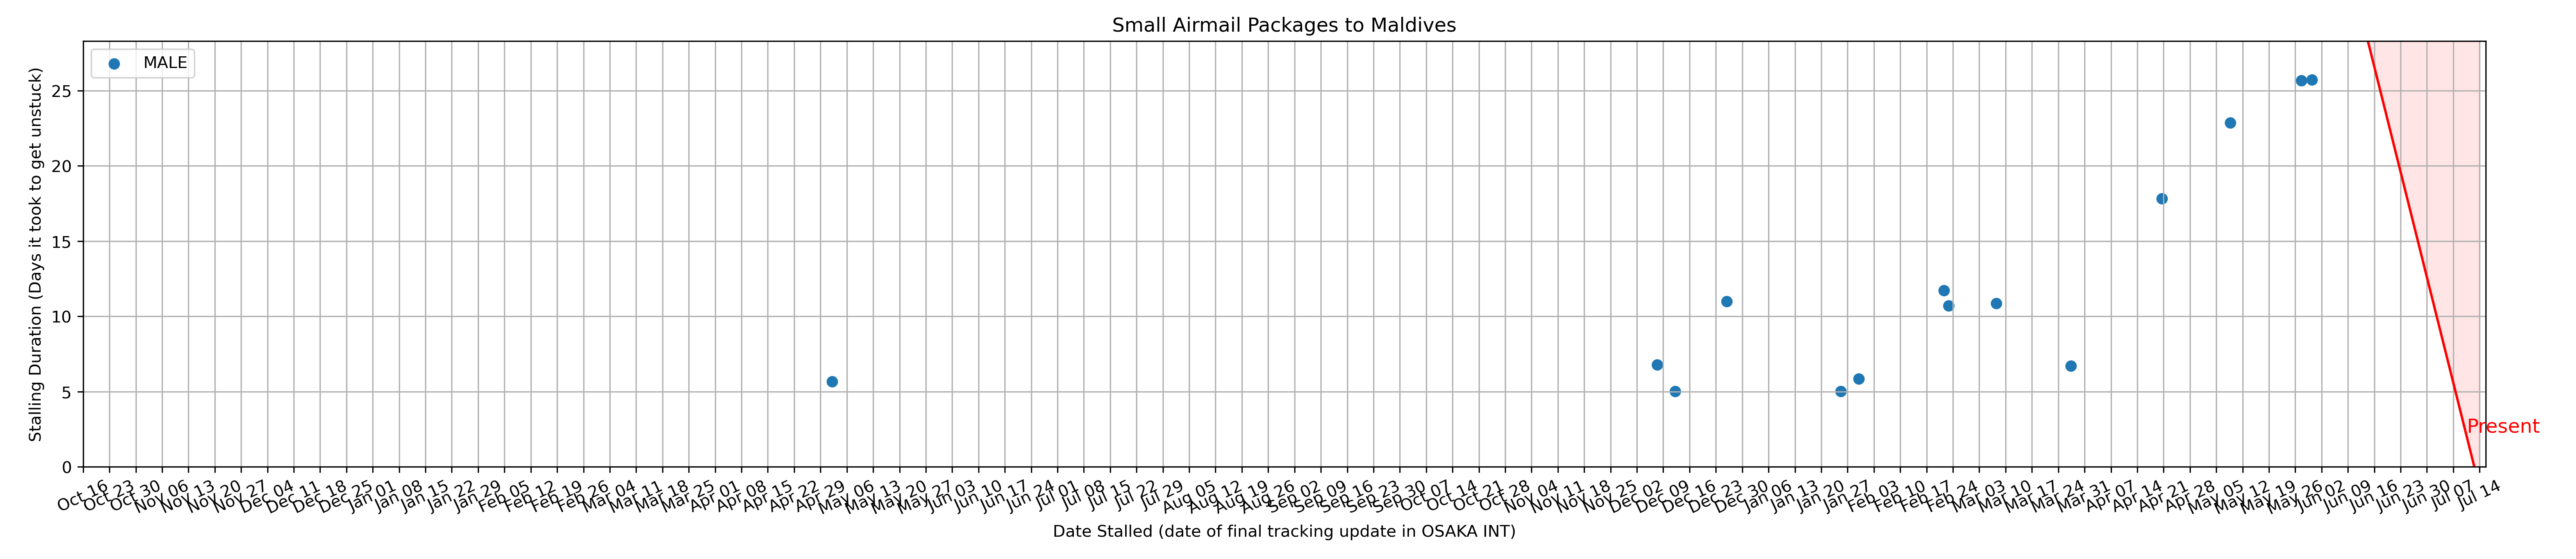 Small Airmail Packages to Maldives
MALE
Stalling Duration (Days it took to get unstuck)
25
20
15
10
5
0
Present
Oct 16 Oct 23 Oct 30 Nov 06 Nov 13 Nov 20 Nov 27 Dec 04 Dec 11 Dec 18 Dec 25 Jan 01 Jan 08 Jan 15 Jan 22 Jan 29 Feb 05 Feb 12 Feb 19 Feb 26 Mar 04 Mar 11 Mar 18 Mar 25 Apr 01 Apr 08 Apr 15 Apr 22 Apr 29 May 06 May 13 May 20 May 27 Jun 03 Jun 10 Jun 17 Jun 24 Jul 01 Jul 08 Jul 15 Jul 22 Jul 29 Aug 05 Aug 12 Aug 19 Aug 26 Sep 02 Sep 09 Sep 16 Sep 23 Sep 30 Oct 07 Oct 14 Oct 21 Oct 28 Nov 04 Nov 11 Nov 18 Nov 25 Dec 02 Dec 09 Dec 16 Dec 23 Dec 30 Jan 06 Jan 13 Jan 20 Jan 27 Feb 03 Feb 10 Feb 17 Feb 24 Mar 03 Mar 10 Mar 17 Mar 24 Mar 31 Apr 07 Apr 14 Apr 21 Apr 28 May 05 May 12 May 19 May 26 Jun 02 Jun 09 Jun 16 Jun 23 Jun 30 Jul 07 Jul 14
Date Stalled (date of final tracking update in OSAKA INT)